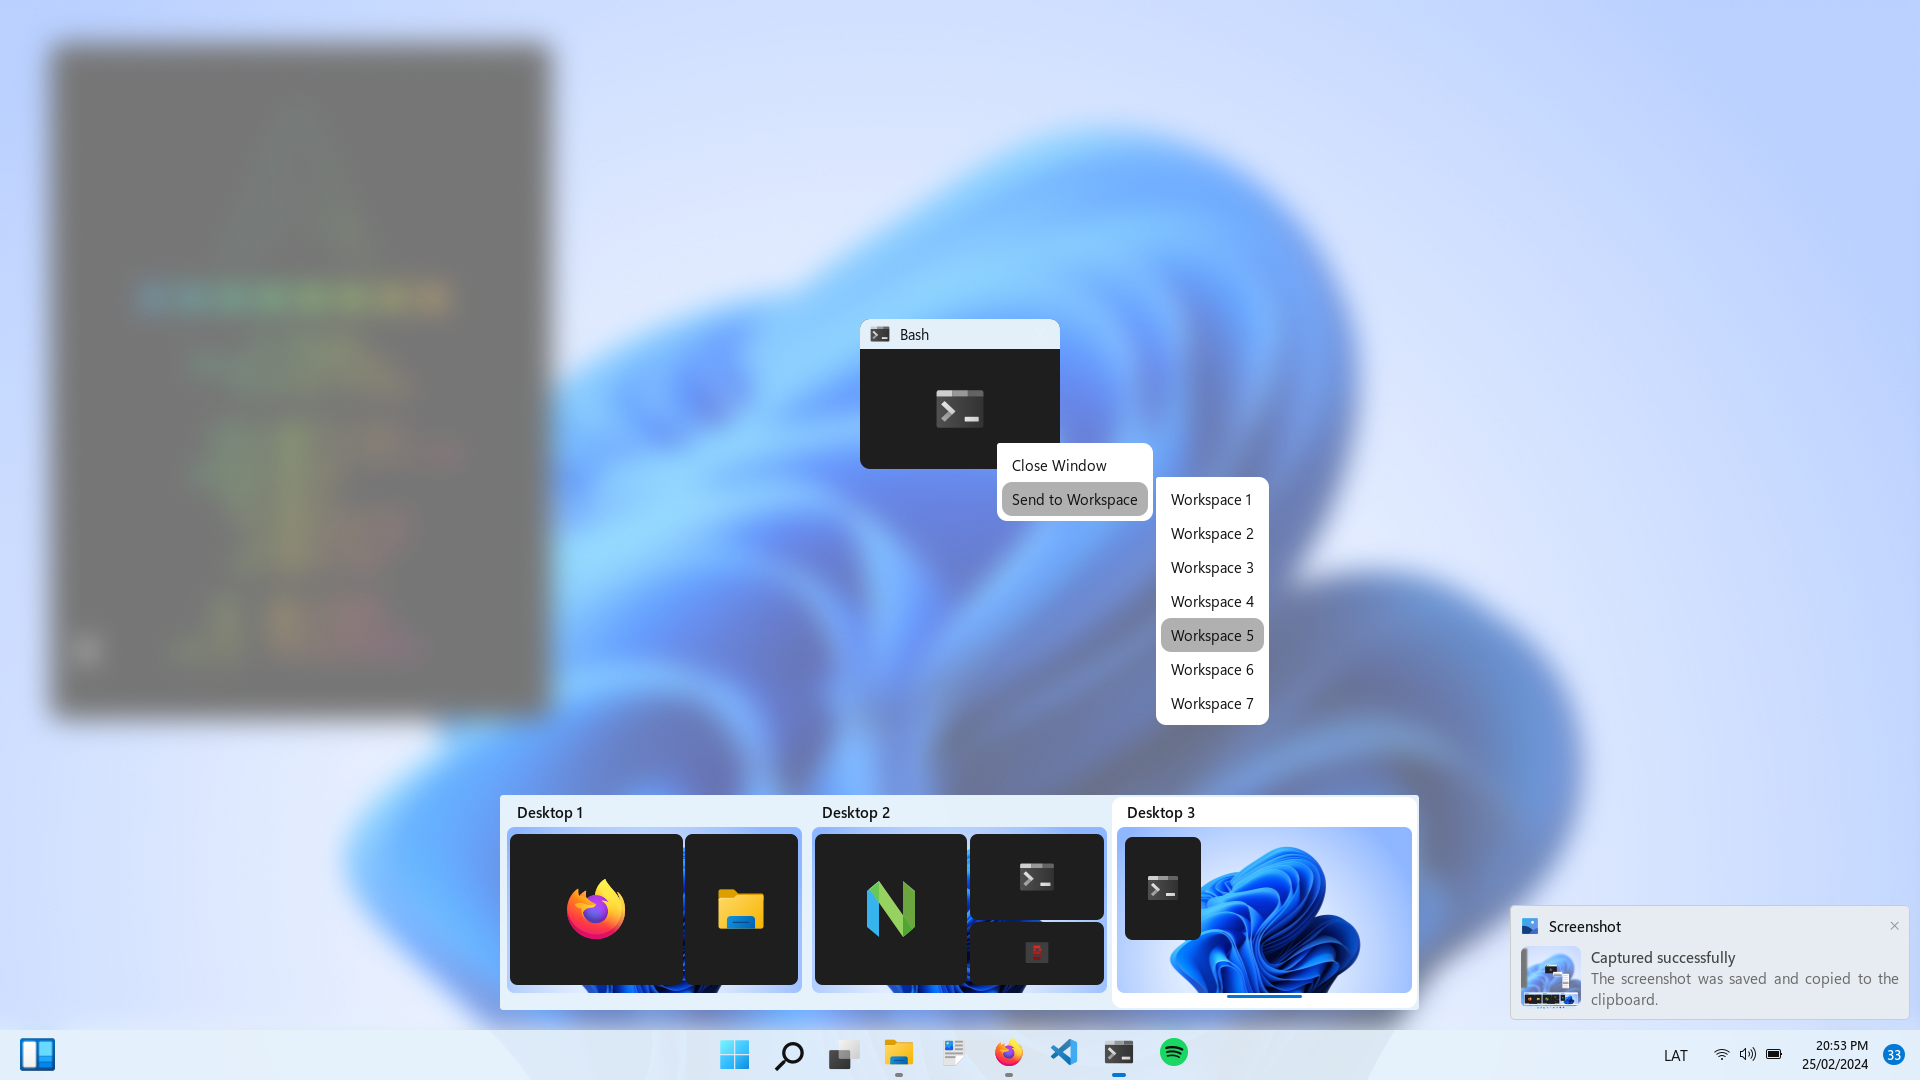 Bash
Close Window
Send to Workspace
Workspace 1
Workspace 2
Workspace 3
Workspace 4
Workspace 5
Workspace 6
Workspace 7
Desktop 1
Desktop 2
Desktop 3
Screenshot
Captured successfully
The screenshot was saved and copied to the
clipboard.
LAT
20:53 PM
25/02/2024
33